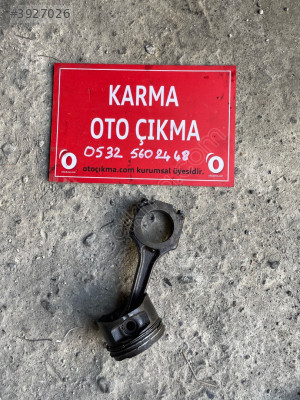 #3927026
KARMA
OTO ÇIKMA
0532 560 24 48
otoçıkma.com kurumsal üyesidir.